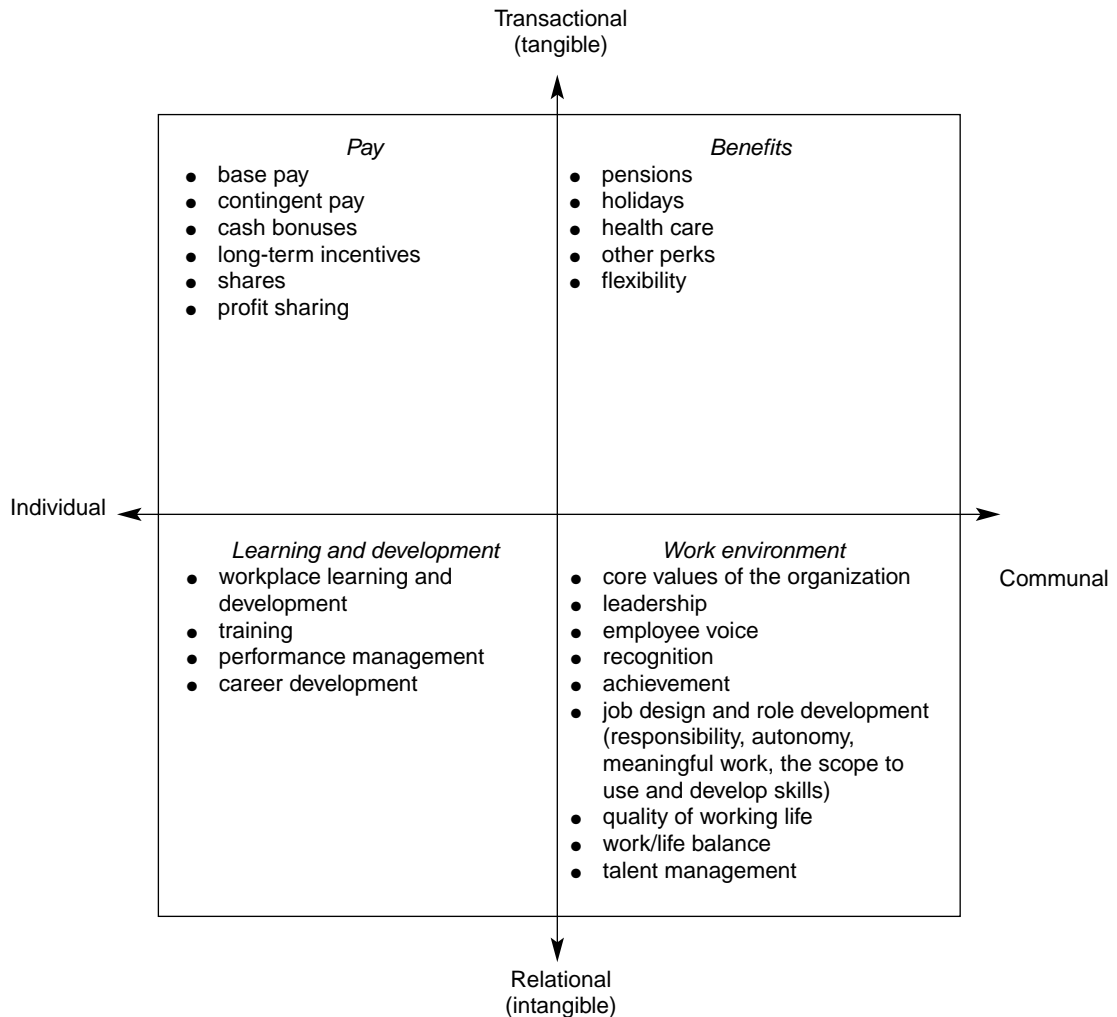 Transactional
(tangible)
Pay
● base pay
● contingent pay
● cash bonuses
● long-term incentives
● shares
● profit sharing
Benefits
● pensions
● holidays
● health care
● other perks
● flexibility
Individual
Communal
Learning and development
● workplace learning and
development
● training
● performance management
● career development
Work environment
● core values of the organization
● leadership
● employee voice
● recognition
● achievement
● job design and role development
(responsibility, autonomy,
meaningful work, the scope to
use and develop skills)
● quality of working life
● work/life balance
● talent management
Relational
(intangible)